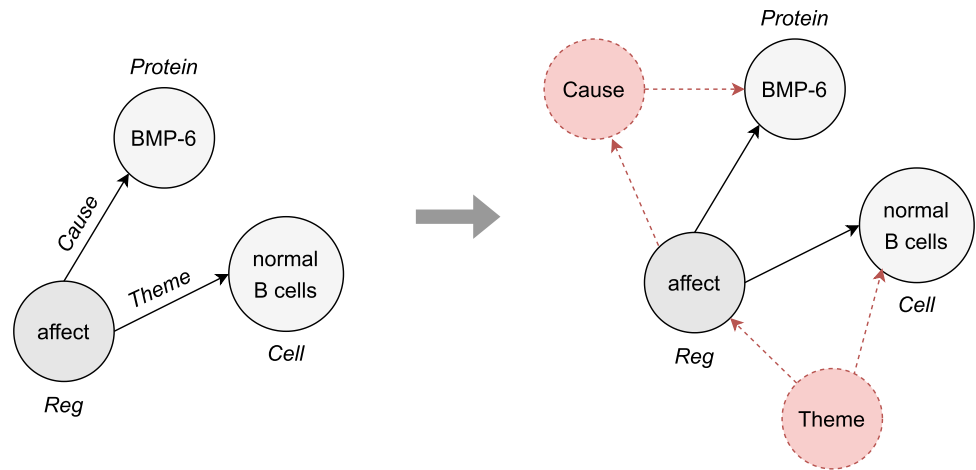 Protein
BMP-6
Cause
Theme
normal
B cells
affect
Cell
Reg
Protein
Cause
BMP-6
normal
B cells
affect
Cell
Reg
Theme